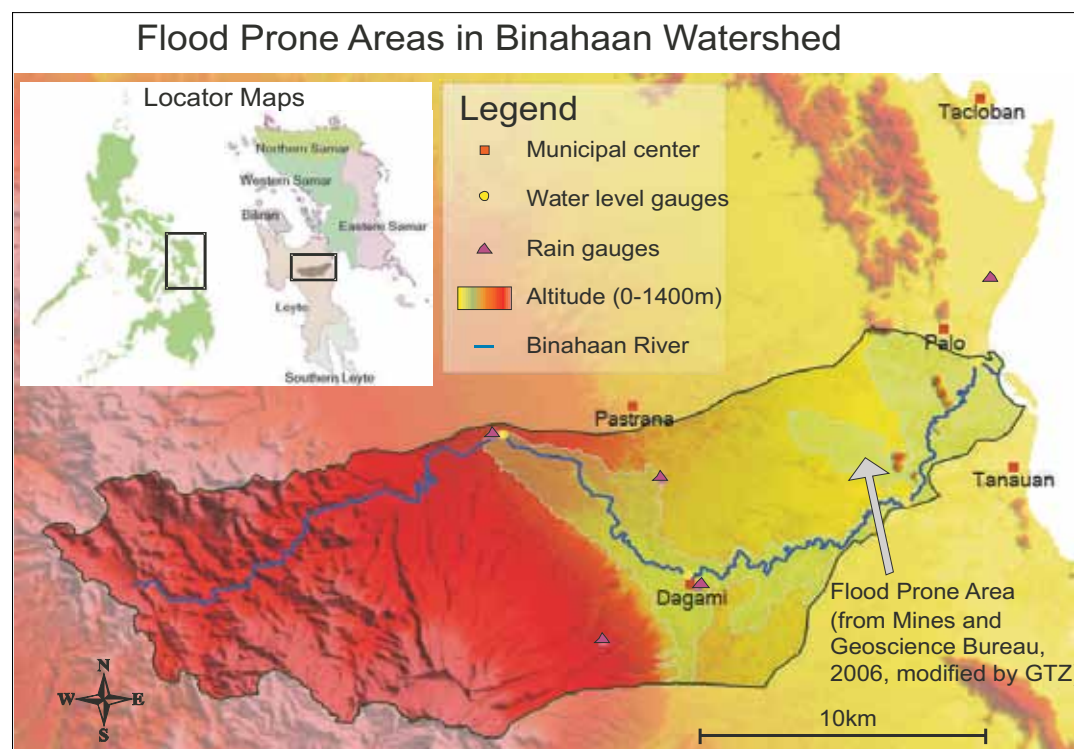 Flood Prone Areas in Binahaan Watershed
Locator Maps
Northern Samar
Western Samar
Biliran
Eastern Samar
Leyte
Southern Leyte
Legend
Municipal center
Water level gauges
Rain gauges
Altitude (0-1400m)
Binahaan River
Tacloban
Palo
Pastrana
Tanauan
Dagami
Flood Prone Area
(from Mines and
Geoscience Bureau,
2006, modified by GTZ
N
W E
S
10km